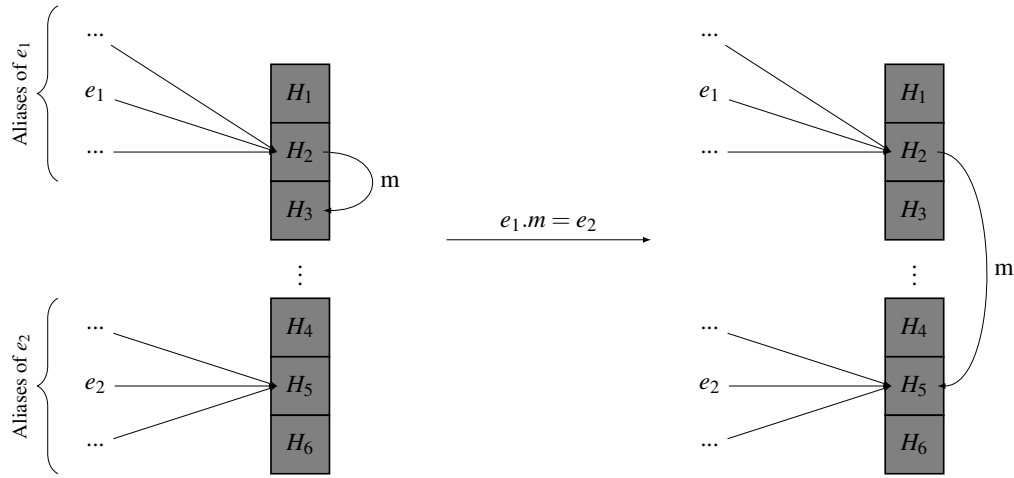 Aliases of e₁
...
e₁
...
H₁
H₂
H₃
m
⋮
Aliases of e₂
...
e₂
...
H₄
H₅
H₆
e₁.m = e₂
...
e₁
...
H₁
H₂
H₃
⋮
m
...
e₂
...
H₄
H₅
H₆